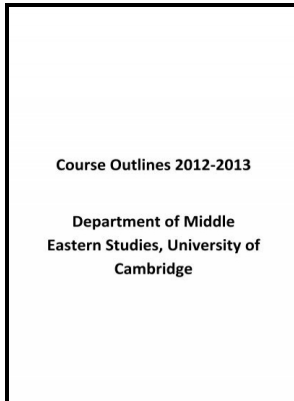 Course Outlines 2012-2013
Department of Middle
Eastern Studies, University of
Cambridge